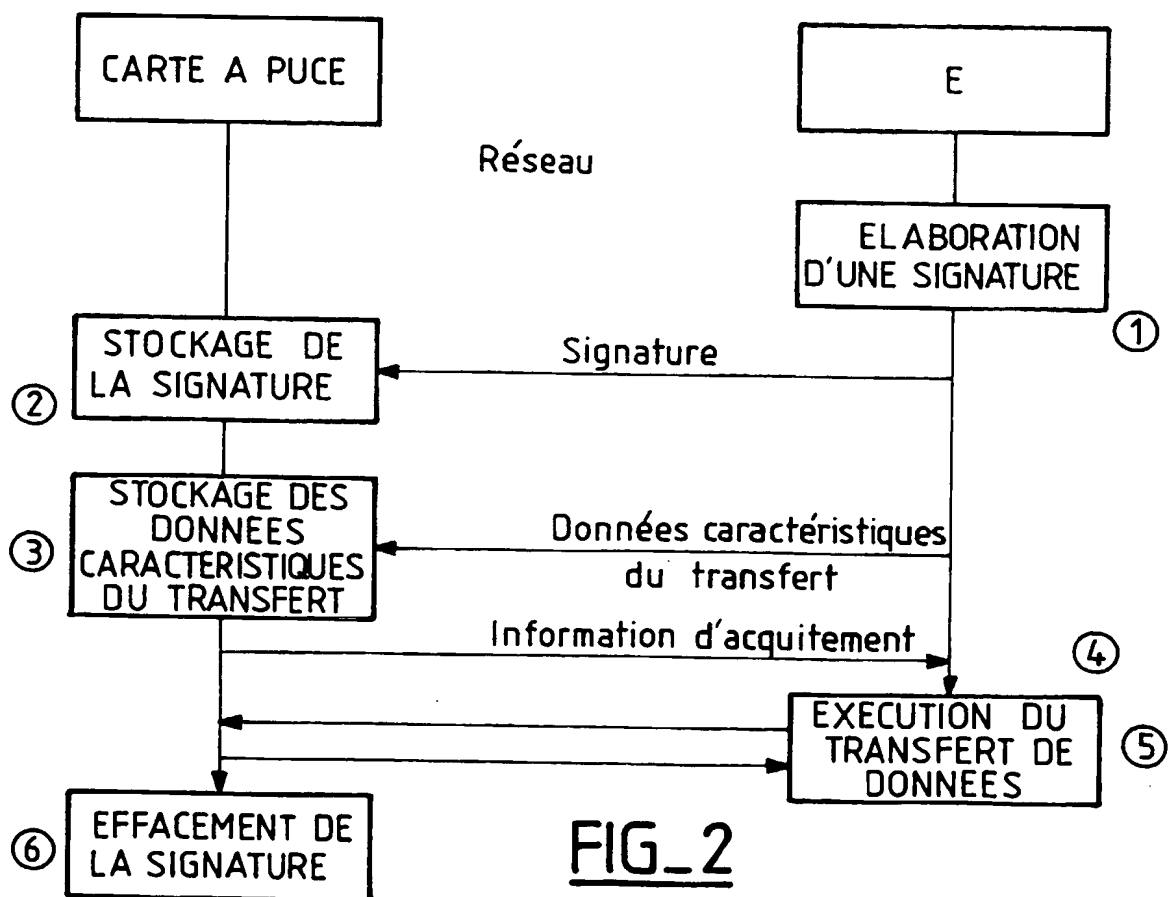 CARTE A PUCE
E
Réseau
ELABORATION
D'UNE SIGNATURE
①
STOCKAGE DE
LA SIGNATURE
②
Signature
STOCKAGE DES
DONNEES
CARACTERISTIQUES
DU TRANSFERT
③
Données caractéristiques
du transfert
Information d'acquitement
④
EXECUTION DU
TRANSFERT DE
DONNEES
⑤
EFFACEMENT DE
LA SIGNATURE
⑥
FIG_2